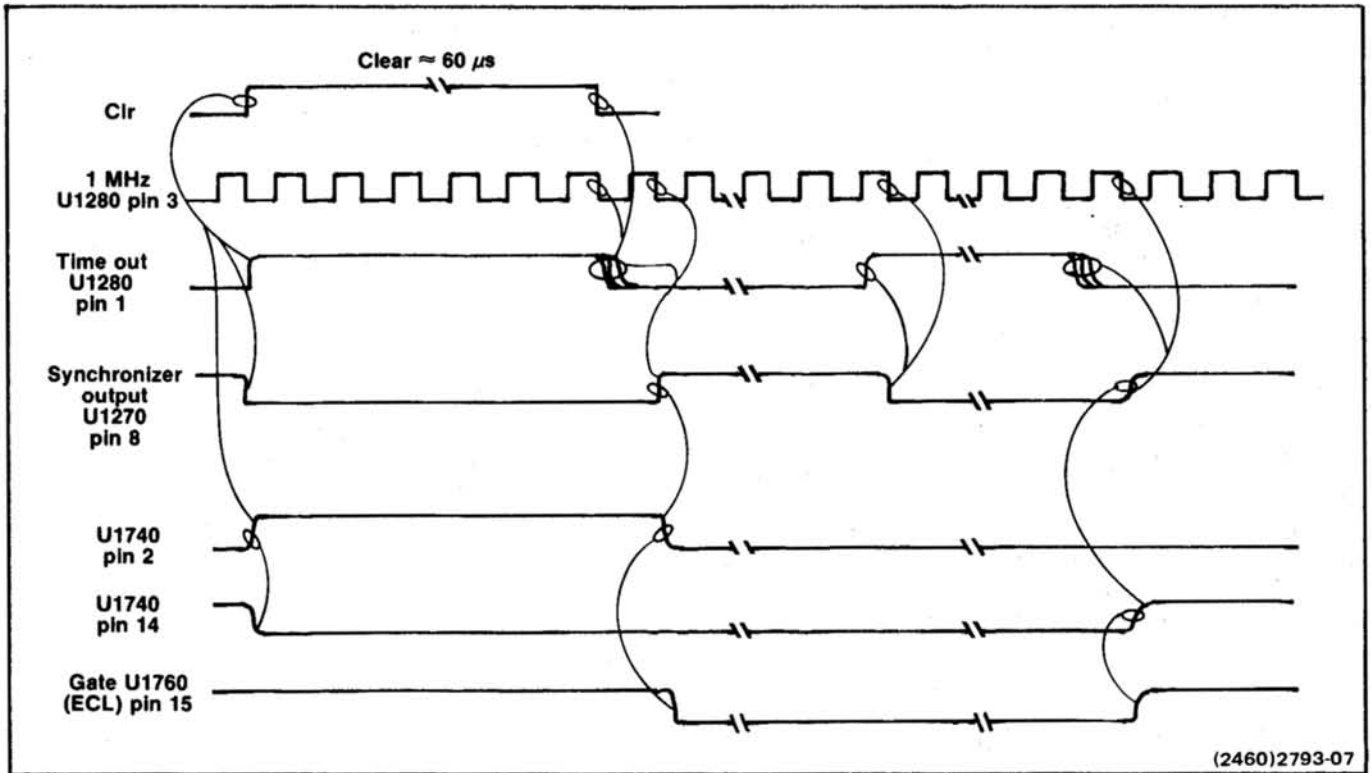 Clear ≈ 60 μs
Clr
1 MHz
U1280 pin 3
Time out
U1280
pin 1
Synchronizer
output
U1270
pin 8
U1740
pin 2
U1740
pin 14
Gate U1760
(ECL) pin 15
(2460)2793-07